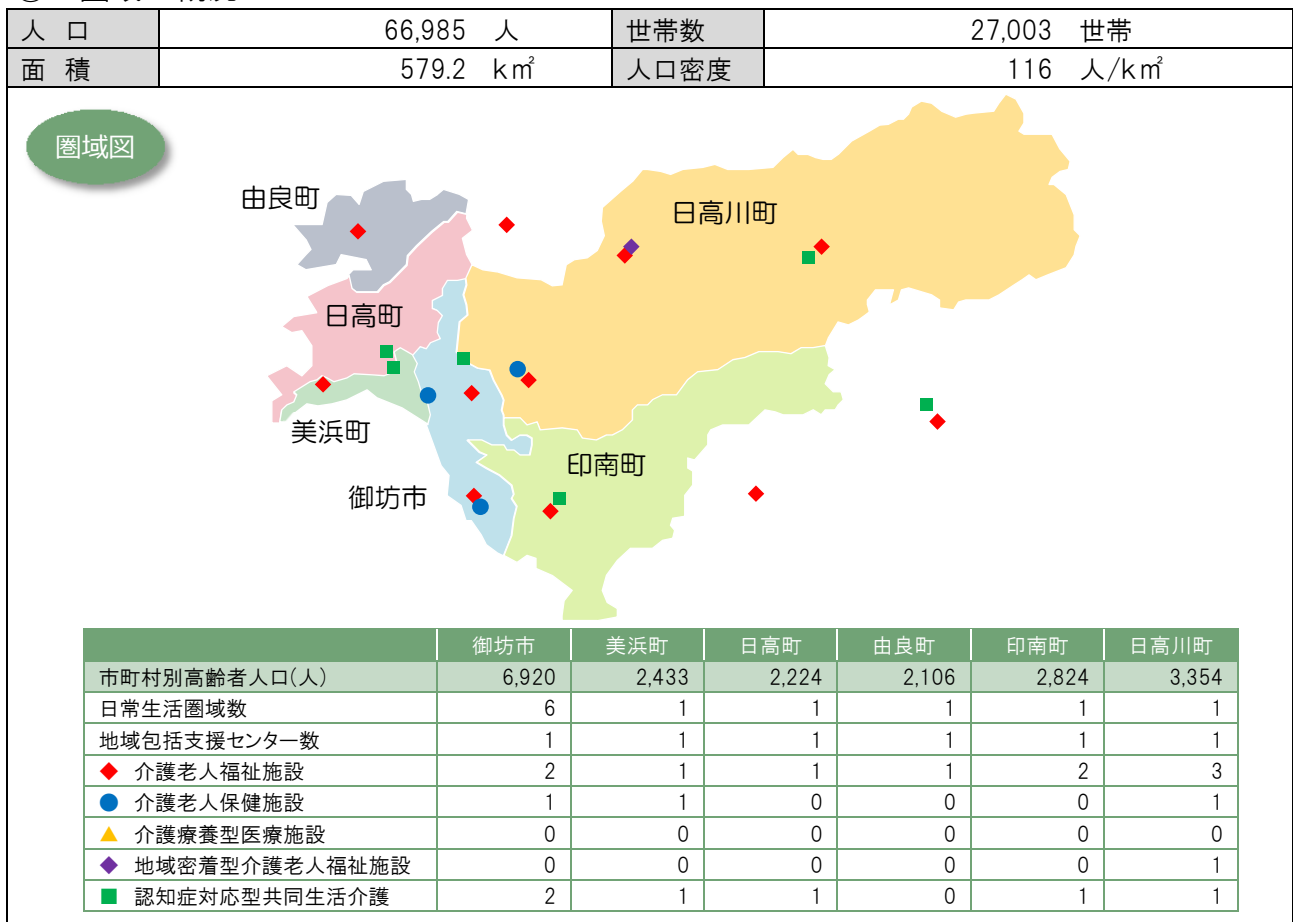 人 口 66,985 人 世帯数 27,003 世帯
面 積 579.2 k㎡ 人口密度 116 人/k㎡
圏域図
由良町
日高川町
日高町
美浜町
印南町
御坊市
御坊市 美浜町 日高町 由良町 印南町 日高川町
市町村別高齢者人口(人) 6,920 2,433 2,224 2,106 2,824 3,354
日常生活圏域数 6 1 1 1 1 1
地域包括支援センター数 1 1 1 1 1 1
◆ 介護老人福祉施設 2 1 1 1 2 3
● 介護老人保健施設 1 1 0 0 0 1
▲ 介護療養型医療施設 0 0 0 0 0 0
◆ 地域密着型介護老人福祉施設 0 0 0 0 0 1
■ 認知症対応型共同生活介護 2 1 1 0 1 1